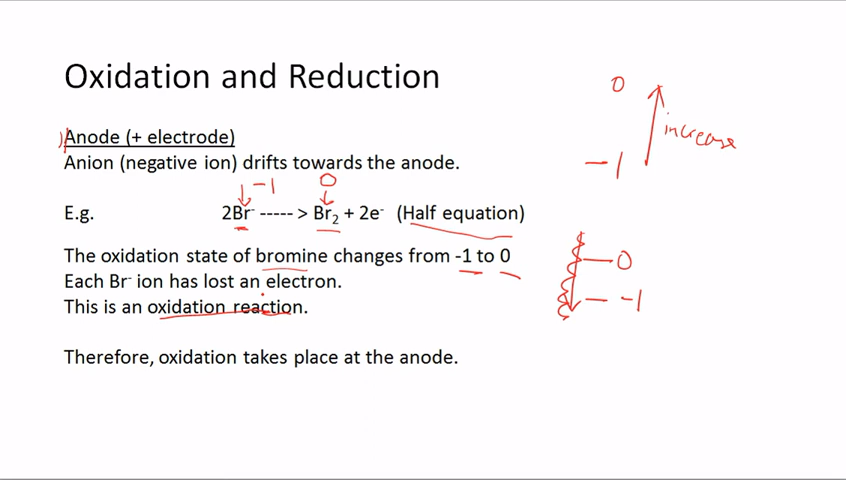 Oxidation and Reduction
0
increase
-1
Anode (+ electrode)
Anion (negative ion) drifts towards the anode.
-1 0
E.g. 2Br⁻ ----- > Br₂ + 2e⁻ (Half equation)
The oxidation state of bromine changes from -1 to 0
0
Each Br⁻ ion has lost an electron.
-1
This is an oxidation reaction.
Therefore, oxidation takes place at the anode.